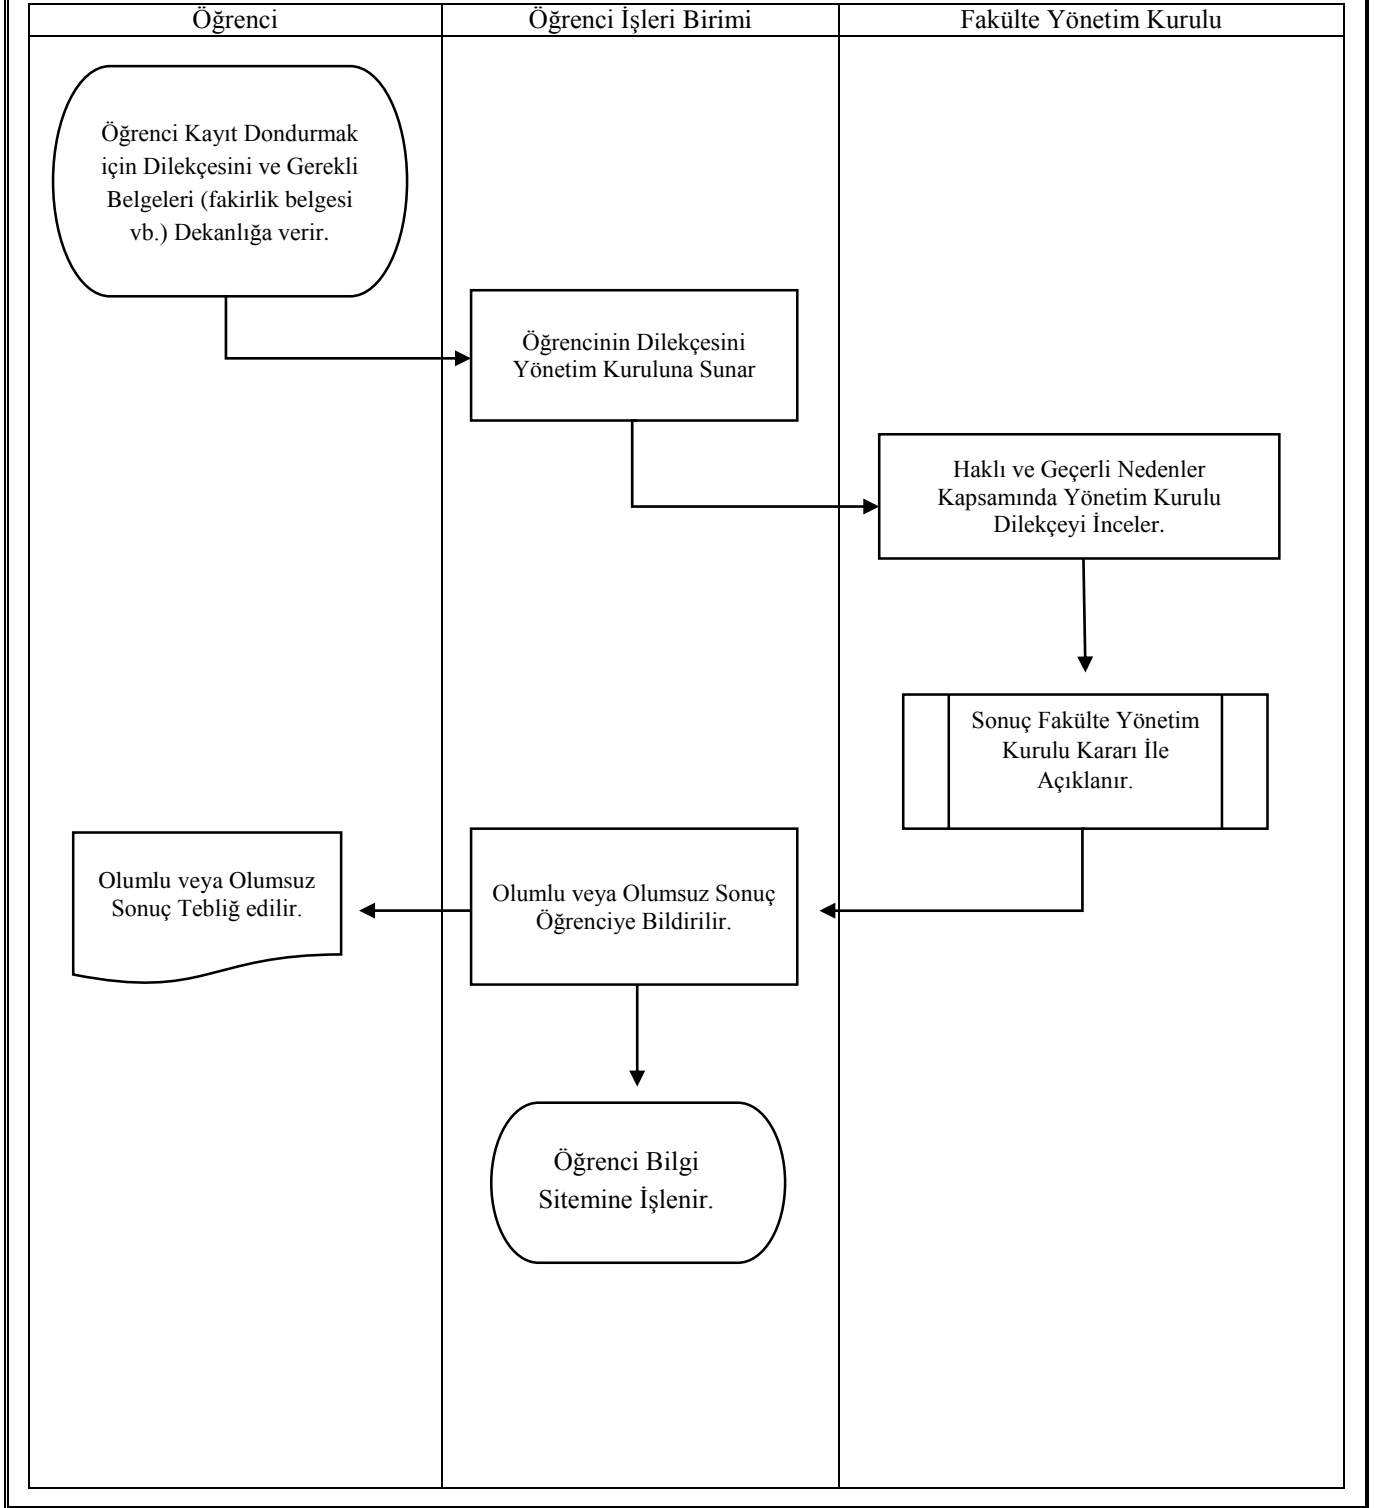 Öğrenci
Öğrenci İşleri Birimi
Fakülte Yönetim Kurulu
Öğrenci Kayıt Dondurmak
için Dilekçesini ve Gerekli
Belgeleri (fakirlik belgesi
vb.) Dekanlığa verir.
Öğrencinin Dilekçesini
Yönetim Kuruluna Sunar
Haklı ve Geçerli Nedenler
Kapsamında Yönetim Kurulu
Dilekçeyi İnceler.
Sonuç Fakülte Yönetim
Kurulu Kararı İle
Açıklanır.
Olumlu veya Olumsuz Sonuç
Öğrenciye Bildirilir.
Olumlu veya Olumsuz
Sonuç Tebliğ edilir.
Öğrenci Bilgi
Sitemine İşlenir.